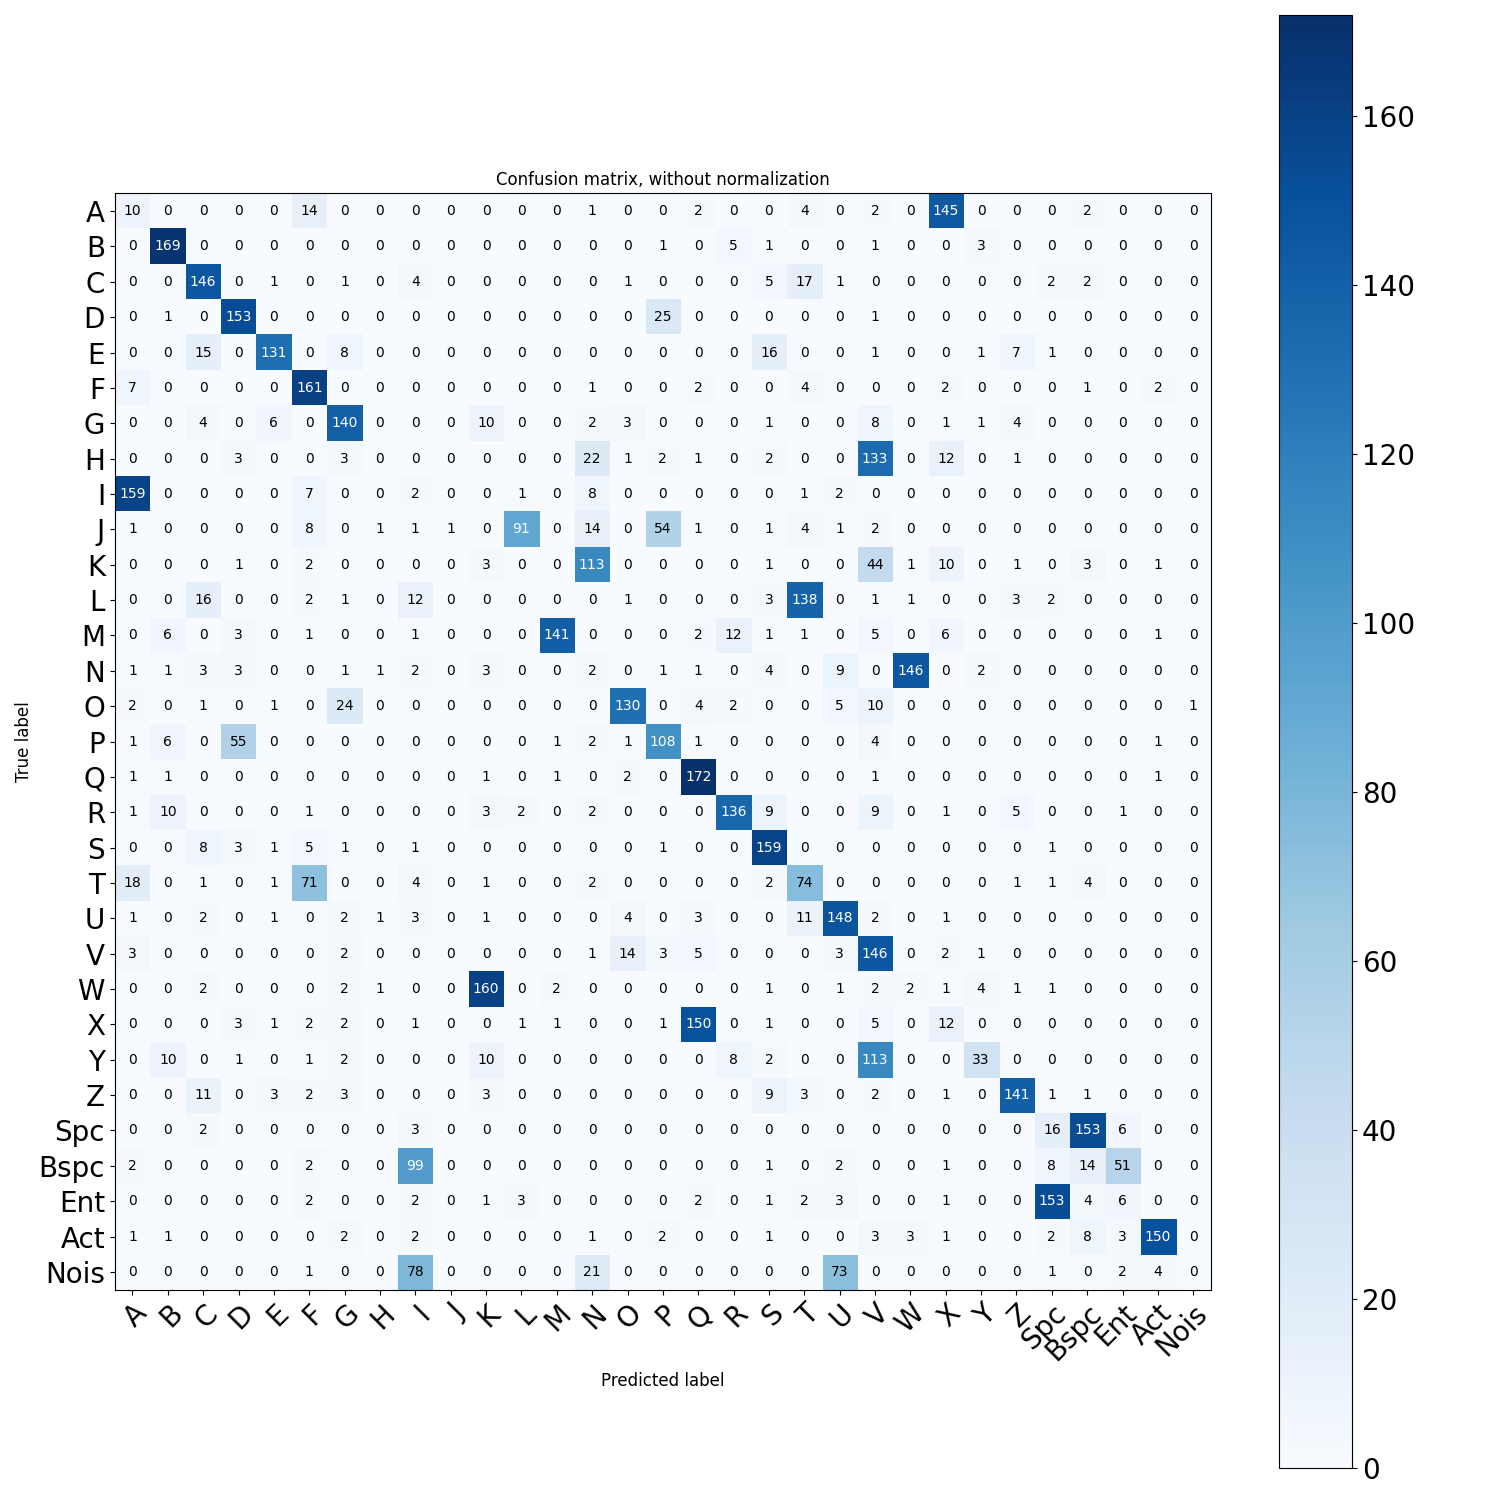 Confusion matrix, without normalization
A 10 0 0 0 0 14 0 0 0 0 0 0 0 1 0 0 2 0 0 4 0 2 0 145 0 0 0 2 0 0 0
B 0 169 0 0 0 0 0 0 0 0 0 0 0 0 0 1 0 5 1 0 0 1 0 0 3 0 0 0 0 0 0
C 0 0 146 0 1 0 1 0 4 0 0 0 0 0 1 0 0 0 5 17 1 0 0 0 0 0 2 2 0 0 0
D 0 1 0 153 0 0 0 0 0 0 0 0 0 0 0 25 0 0 0 0 0 1 0 0 0 0 0 0 0 0 0
E 0 0 15 0 131 0 8 0 0 0 0 0 0 0 0 0 0 0 16 0 0 1 0 0 1 7 1 0 0 0 0
F 7 0 0 0 0 161 0 0 0 0 0 0 0 1 0 0 2 0 0 4 0 0 0 2 0 0 0 1 0 2 0
G 0 0 4 0 6 0 140 0 0 0 10 0 0 2 3 0 0 0 1 0 0 8 0 1 1 4 0 0 0 0 0
H 0 0 0 3 0 0 3 0 0 0 0 0 0 22 1 2 1 0 2 0 0 133 0 12 0 1 0 0 0 0 0
I 159 0 0 0 0 7 0 0 2 0 0 1 0 8 0 0 0 0 0 1 2 0 0 0 0 0 0 0 0 0 0
J 1 0 0 0 0 8 0 1 1 1 0 91 0 14 0 54 1 0 1 4 1 2 0 0 0 0 0 0 0 0 0
K 0 0 0 1 0 2 0 0 0 0 3 0 0 113 0 0 0 0 1 0 0 44 1 10 0 1 0 3 0 1 0
L 0 0 16 0 0 2 1 0 12 0 0 0 0 0 1 0 0 0 3 138 0 1 1 0 0 3 2 0 0 0 0
M 0 6 0 3 0 1 0 0 1 0 0 0 141 0 0 0 2 12 1 1 0 5 0 6 0 0 0 0 0 1 0
N 1 1 3 3 0 0 1 1 2 0 3 0 0 2 0 1 1 0 4 0 9 0 146 0 2 0 0 0 0 0 0
O 2 0 1 0 1 0 24 0 0 0 0 0 0 0 130 0 4 2 0 0 5 10 0 0 0 0 0 0 0 0 1
P 1 6 0 55 0 0 0 0 0 0 0 0 1 2 1 108 1 0 0 0 0 4 0 0 0 0 0 0 0 1 0
Q 1 1 0 0 0 0 0 0 0 0 1 0 1 0 2 0 172 0 0 0 0 1 0 0 0 0 0 0 0 1 0
R 1 10 0 0 0 1 0 0 0 0 3 2 0 2 0 0 0 136 9 0 0 9 0 1 0 5 0 0 1 0 0
S 0 0 8 3 1 5 1 0 1 0 0 0 0 0 0 1 0 0 159 0 0 0 0 0 0 0 1 0 0 0 0
T 18 0 1 0 1 71 0 0 4 0 1 0 0 2 0 0 0 0 2 74 0 0 0 0 0 1 1 4 0 0 0
U 1 0 2 0 1 0 2 1 3 0 1 0 0 0 4 0 3 0 0 11 148 2 0 1 0 0 0 0 0 0 0
V 3 0 0 0 0 0 2 0 0 0 0 0 0 1 14 3 5 0 0 0 3 146 0 2 1 0 0 0 0 0 0
W 0 0 2 0 0 0 2 1 0 0 160 0 2 0 0 0 0 0 1 0 1 2 2 1 4 1 1 0 0 0 0
X 0 0 0 3 1 2 2 0 1 0 0 1 1 0 0 1 150 0 1 0 0 5 0 12 0 0 0 0 0 0 0
Y 0 10 0 1 0 1 2 0 0 0 10 0 0 0 0 0 0 8 2 0 0 113 0 0 33 0 0 0 0 0 0
Z 0 0 11 0 3 2 3 0 0 0 3 0 0 0 0 0 0 0 9 3 0 2 0 1 0 141 1 1 0 0 0
Spc 0 0 2 0 0 0 0 0 3 0 0 0 0 0 0 0 0 0 0 0 0 0 0 0 0 0 16 153 6 0 0
Bspc 2 0 0 0 0 2 0 0 99 0 0 0 0 0 0 0 0 0 1 0 2 0 0 1 0 0 8 14 51 0 0
Ent 0 0 0 0 0 2 0 0 2 0 1 3 0 0 0 0 2 0 1 2 3 0 0 1 0 0 153 4 6 0 0
Act 1 1 0 0 0 0 2 0 2 0 0 0 0 1 0 2 0 0 1 0 0 3 3 1 0 0 2 8 3 150 0
Nois 0 0 0 0 0 1 0 0 78 0 0 0 0 21 0 0 0 0 0 0 73 0 0 0 0 0 1 0 2 4 0
A B C D E F G H I J K L M N O P Q R S T U V W X Y Z Spc Bspc Ent Act Nois
True label
Predicted label
160
140
120
100
80
60
40
20
0